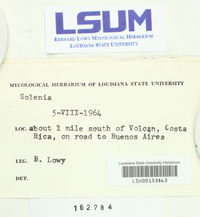 LSUM
BERNARD LOWY MYCOLOGICAL HERBARIUM
LOUISIANA STATE UNIVERSITY
MYCOLOGICAL HERBARIUM OF LOUISIANA STATE UNIVERSITY
Solenia
5-VIII-1964
LOC. about 1 mile south of Volcan, Costa
Rica, on road to Buenos Aires
LEG. B. Lowy
DET.
Louisiana State University Herbarium
LSU00153843
162784